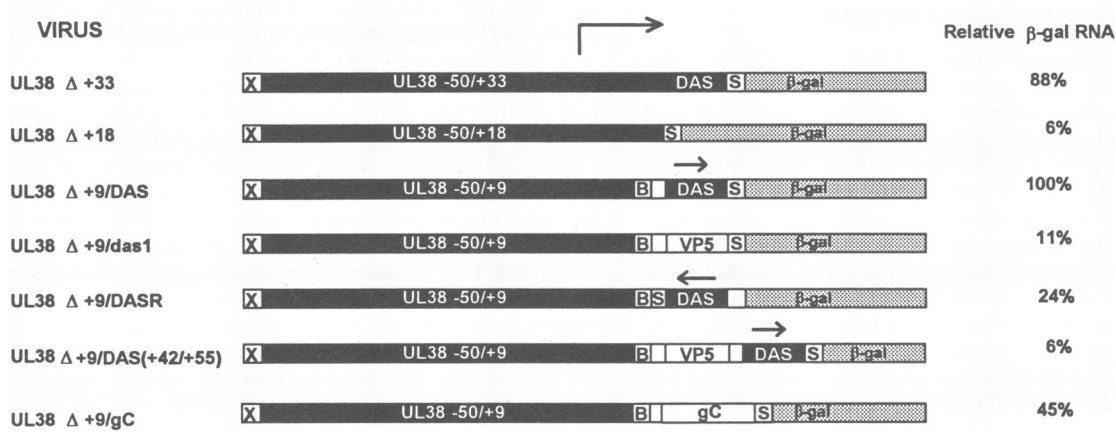 VIRUS Relative β-gal RNA
UL38 Δ +33 X UL38 -50/+33 DAS S β-gal 88%
UL38 Δ +18 X UL38 -50/+18 S β-gal 6%
UL38 Δ +9/DAS X UL38 -50/+9 B DAS S β-gal 100%
UL38 Δ +9/das1 X UL38 -50/+9 B VP5 S β-gal 11%
UL38 Δ +9/DASR X UL38 -50/+9 B S DAS β-gal 24%
UL38 Δ +9/DAS(+42/+55) X UL38 -50/+9 B VP5 DAS S β-gal 6%
UL38 Δ +9/gC X UL38 -50/+9 B gC S β-gal 45%